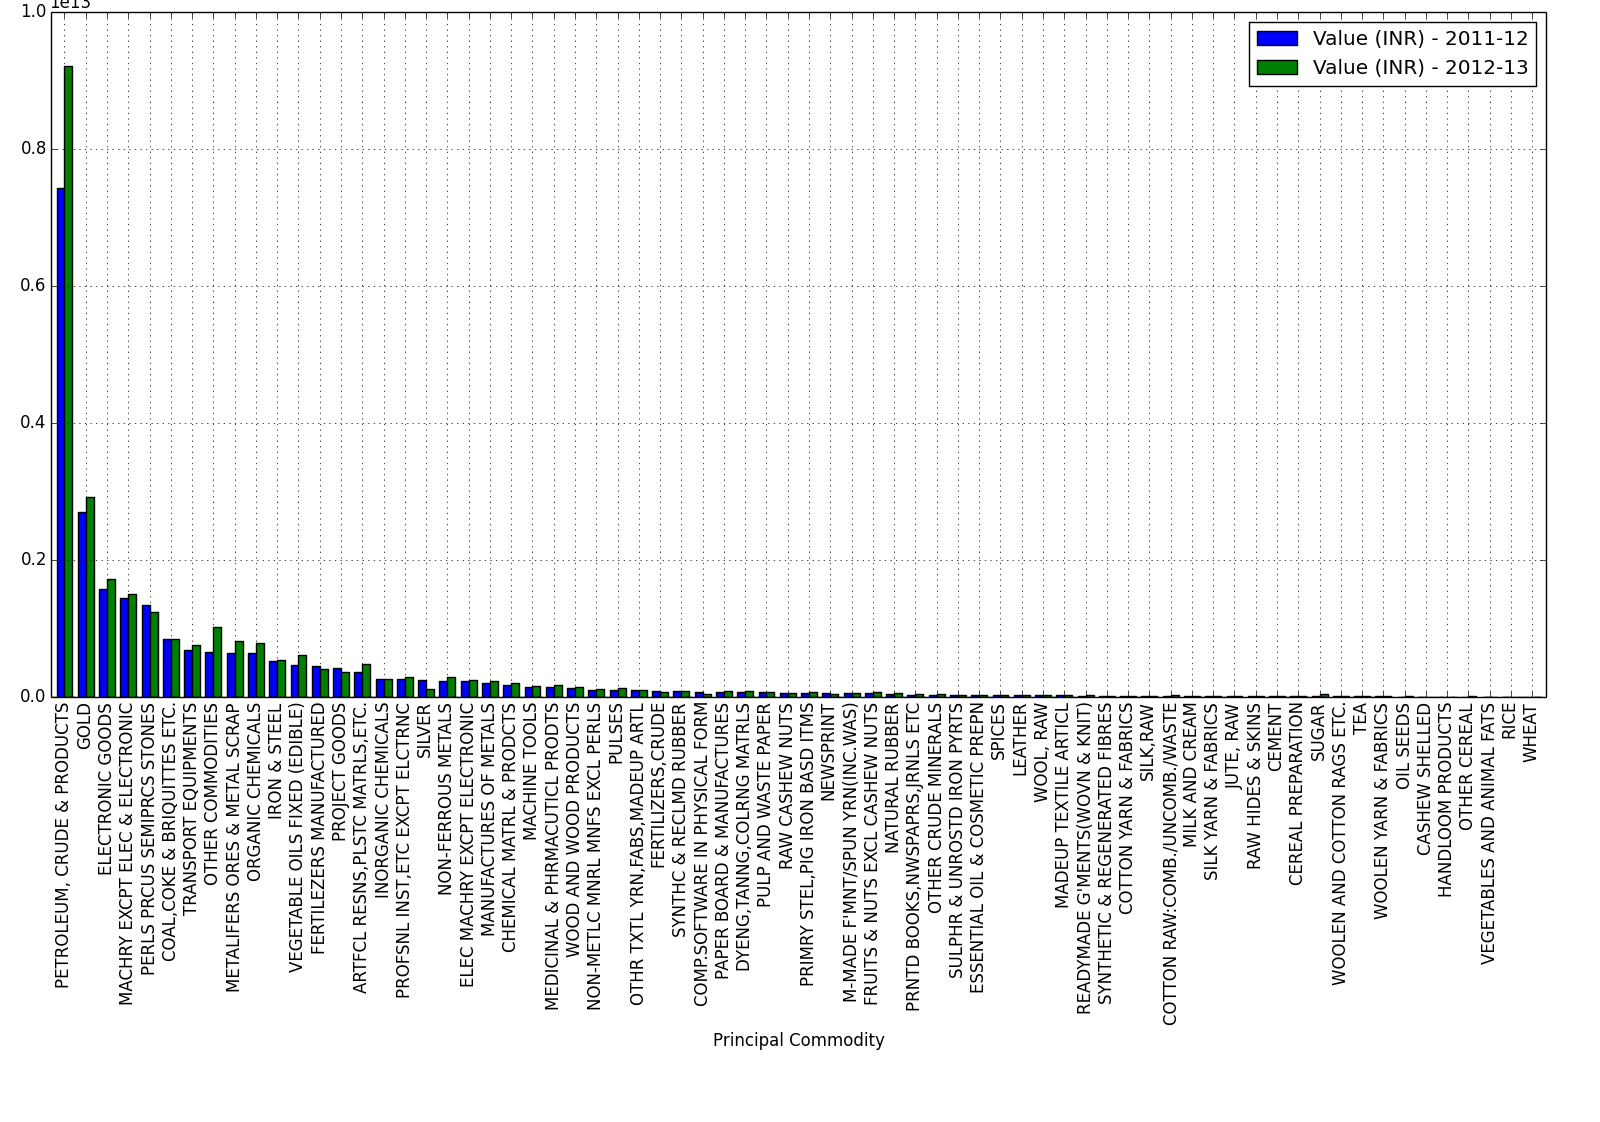 1e13
1.0
0.8
0.6
0.4
0.2
0.0
Value (INR) - 2011-12
Value (INR) - 2012-13
PETROLEUM, CRUDE & PRODUCTS
GOLD
ELECTRONIC GOODS
MACHRY EXCPT ELEC & ELECTRONIC
PERLS PRCUS SEMIPRCS STONES
COAL,COKE & BRIQUITTES ETC.
TRANSPORT EQUIPMENTS
OTHER COMMODITIES
METALIFERS ORES & METAL SCRAP
ORGANIC CHEMICALS
IRON & STEEL
VEGETABLE OILS FIXED (EDIBLE)
FERTILEZERS MANUFACTURED
PROJECT GOODS
ARTFCL RESNS,PLSTC MATRLS,ETC.
INORGANIC CHEMICALS
PROFSNL INST,ETC EXCPT ELCTRNC
SILVER
NON-FERROUS METALS
ELEC MACHRY EXCPT ELECTRONIC
MANUFACTURES OF METALS
CHEMICAL MATRL & PRODCTS
MACHINE TOOLS
MEDICINAL & PHRMACUTICL PRODTS
WOOD AND WOOD PRODUCTS
NON-METLC MNRL MNFS EXCL PERLS
PULSES
OTHR TXTL YRN,FABS,MADEUP ARTL
FERTILIZERS,CRUDE
SYNTHC & RECLMD RUBBER
COMP.SOFTWARE IN PHYSICAL FORM
PAPER BOARD & MANUFACTURES
DYENG,TANNG,COLRNG MATRLS
PULP AND WASTE PAPER
RAW CASHEW NUTS
PRIMRY STEL,PIG IRON BASD ITMS
NEWSPRINT
M-MADE F'MNT/SPUN YRN(INC.WAS)
FRUITS & NUTS EXCL CASHEW NUTS
NATURAL RUBBER
PRNTD BOOKS,NWSPAPRS,JRNLS ETC
OTHER CRUDE MINERALS
SULPHR & UNROSTD IRON PYRTS
ESSENTIAL OIL & COSMETIC PREPN
SPICES
LEATHER
WOOL, RAW
MADEUP TEXTILE ARTICL
READYMADE G'MENTS(WOVN & KNIT)
SYNTHETIC & REGENERATED FIBRES
COTTON YARN & FABRICS
SILK,RAW
COTTON RAW:COMB./UNCOMB./WASTE
MILK AND CREAM
SILK YARN & FABRICS
JUTE, RAW
RAW HIDES & SKINS
CEMENT
CEREAL PREPARATION
SUGAR
WOOLEN AND COTTON RAGS ETC.
TEA
WOOLEN YARN & FABRICS
OIL SEEDS
CASHEW SHELLED
HANDLOOM PRODUCTS
OTHER CEREAL
VEGETABLES AND ANIMAL FATS
RICE
WHEAT
Principal Commodity